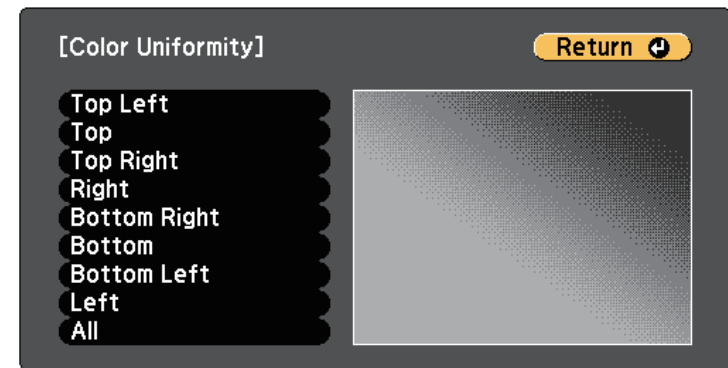 [Color Uniformity]
Return
Top Left
Top
Top Right
Right
Bottom Right
Bottom
Bottom Left
Left
All